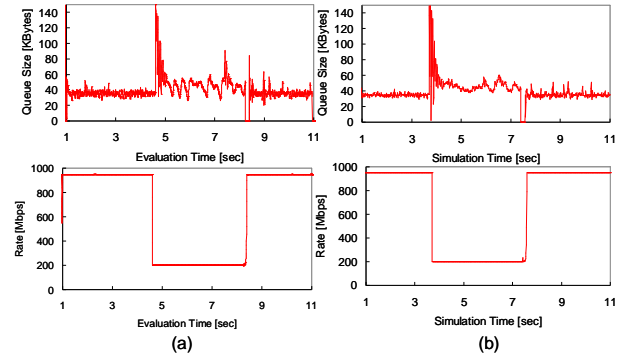 Queue Size [KBytes]
140
120
100
80
60
40
20
0
1 3 5 7 9 11
Evaluation Time [sec]
Queue Size [KBytes]
140
120
100
80
60
40
20
0
1 3 5 7 9 11
Simulation Time [sec]
Rate [Mbps]
1000
800
600
400
200
0
1 3 5 7 9 11
Evaluation Time [sec]
(a)
Rate [Mbps]
1000
800
600
400
200
0
1 3 5 7 9 11
Simulation Time [sec]
(b)